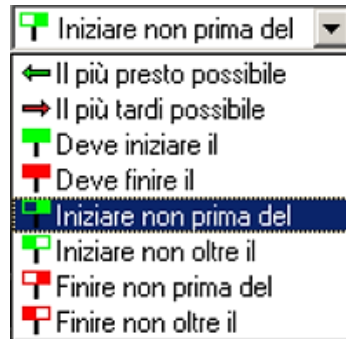 Iniziare non prima del
Il più presto possibile
Il più tardi possibile
Deve iniziare il
Deve finire il
Iniziare non prima del
Iniziare non oltre il
Finire non prima del
Finire non oltre il